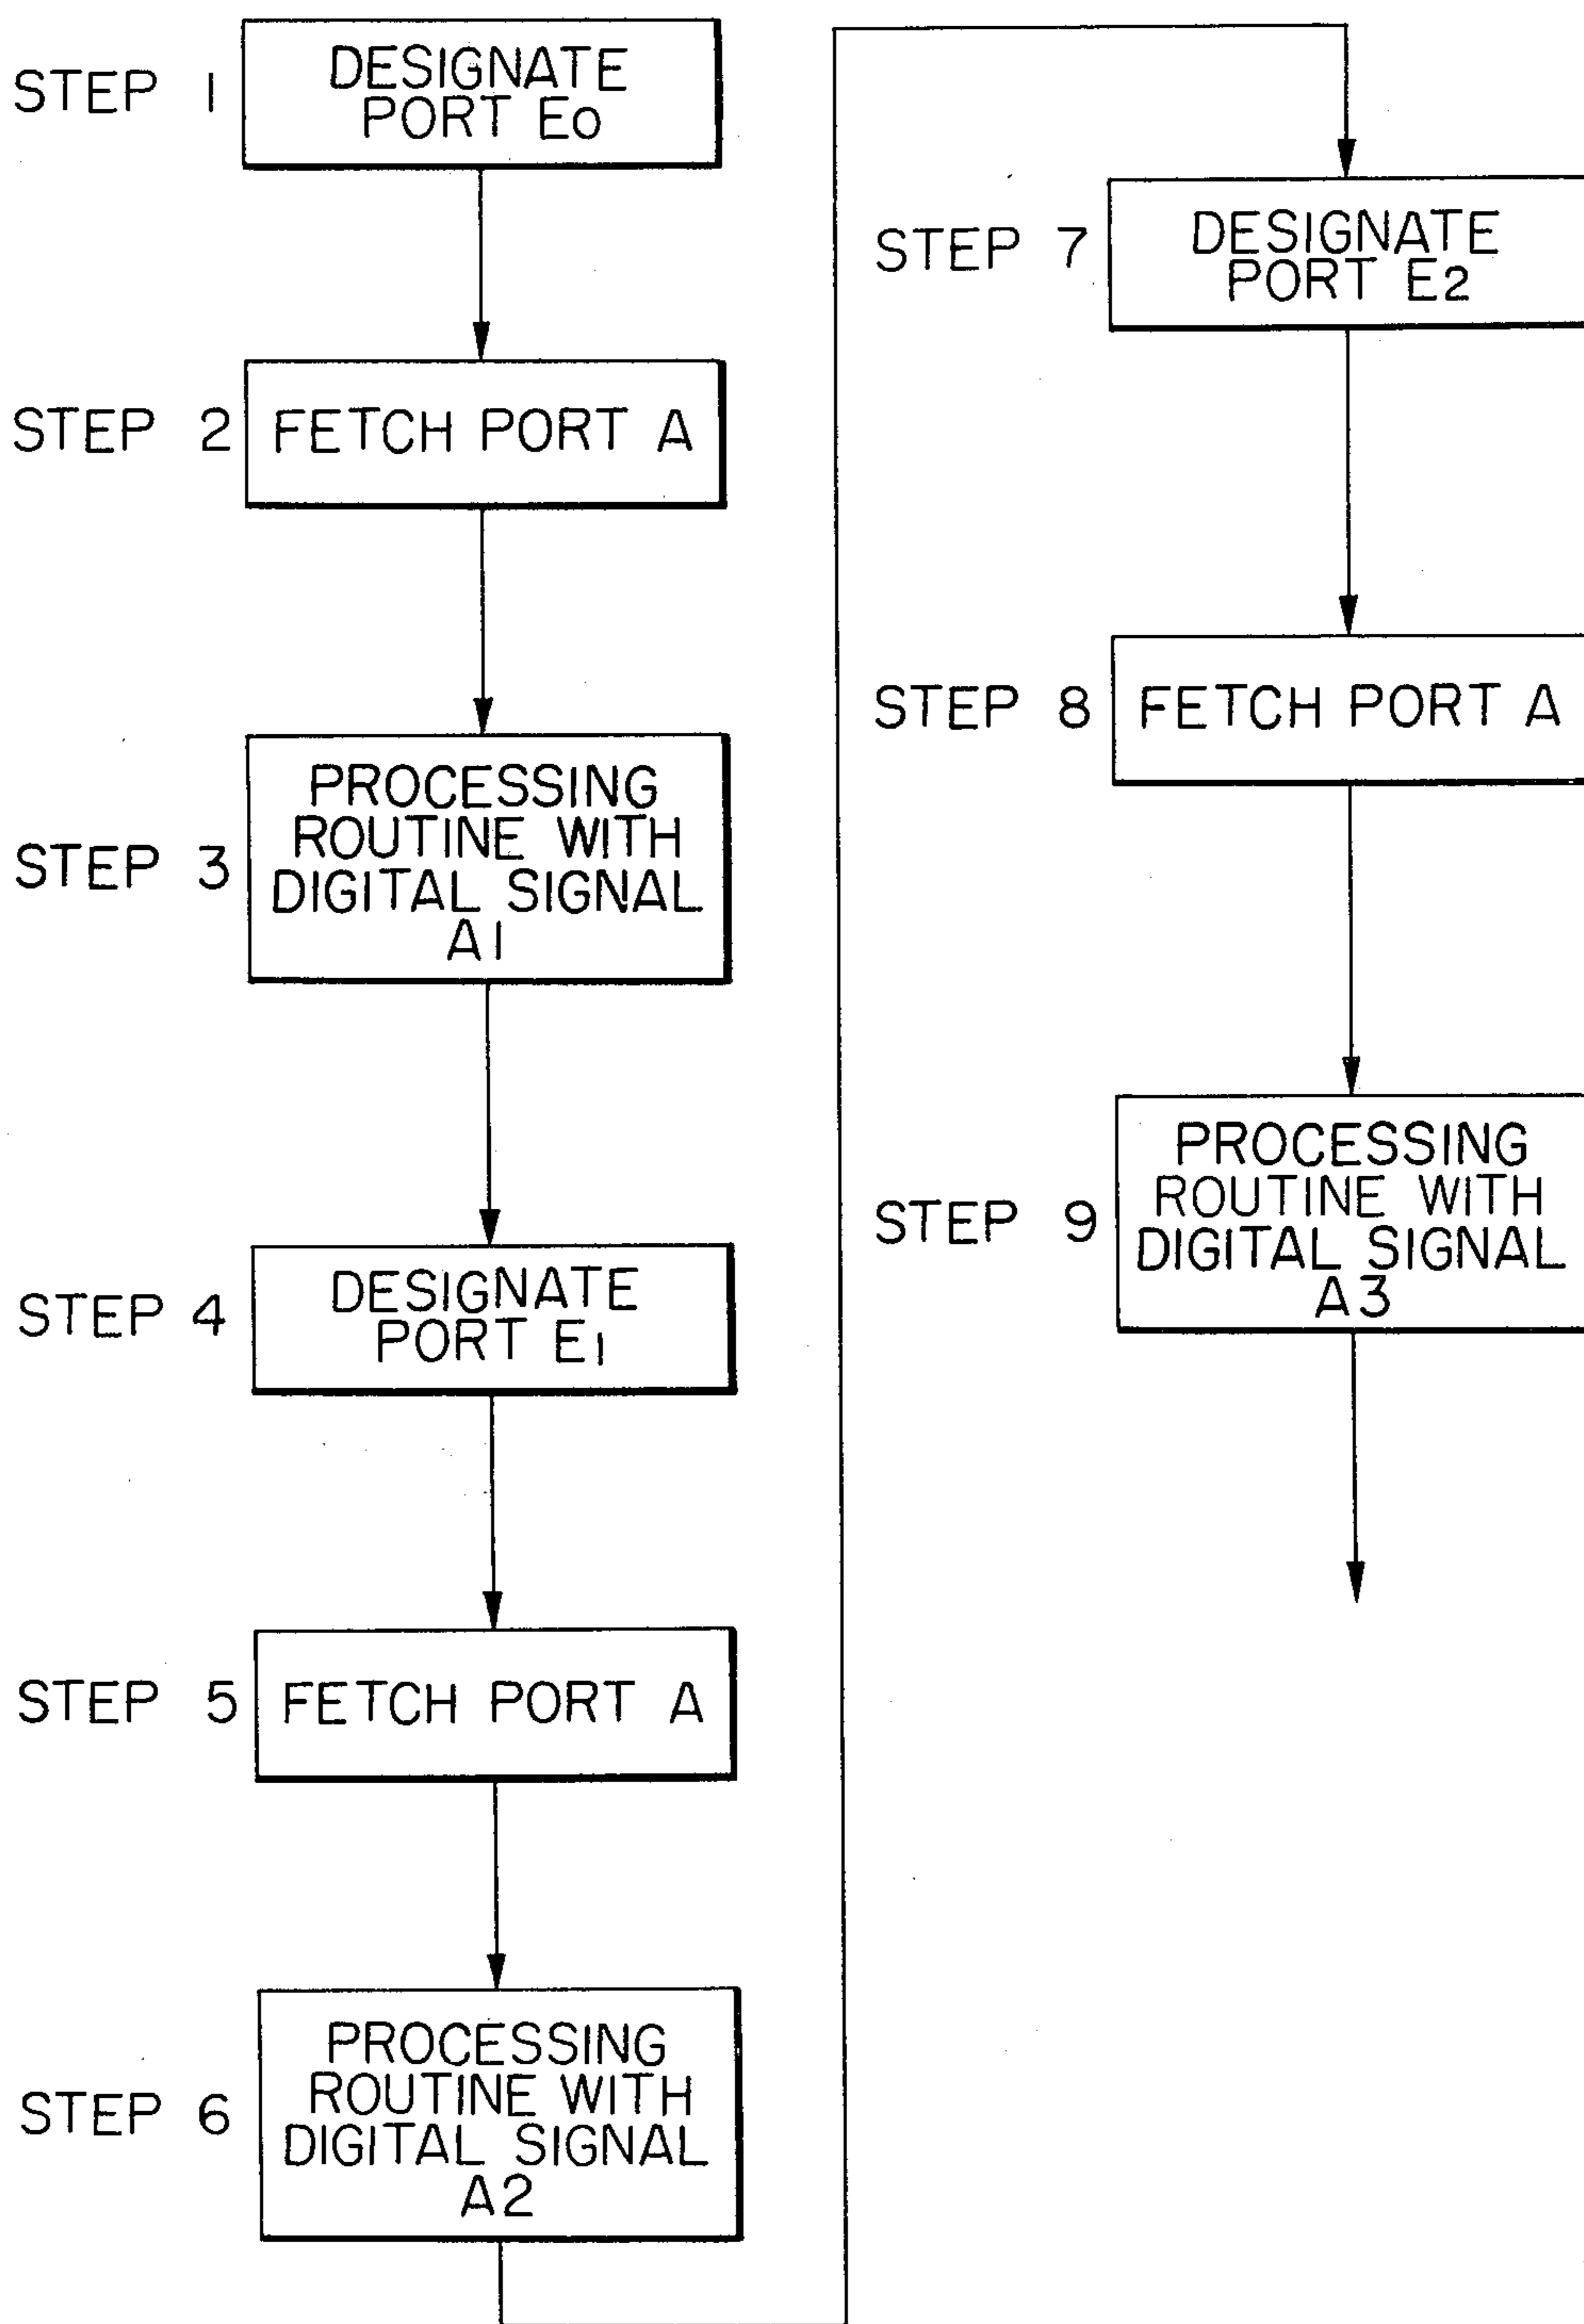 STEP 1
DESIGNATE
PORT E0
STEP 2
FETCH PORT A
STEP 3
PROCESSING
ROUTINE WITH
DIGITAL SIGNAL
A1
STEP 4
DESIGNATE
PORT E1
STEP 5
FETCH PORT A
STEP 6
PROCESSING
ROUTINE WITH
DIGITAL SIGNAL
A2
STEP 7
DESIGNATE
PORT E2
STEP 8
FETCH PORT A
STEP 9
PROCESSING
ROUTINE WITH
DIGITAL SIGNAL
A3